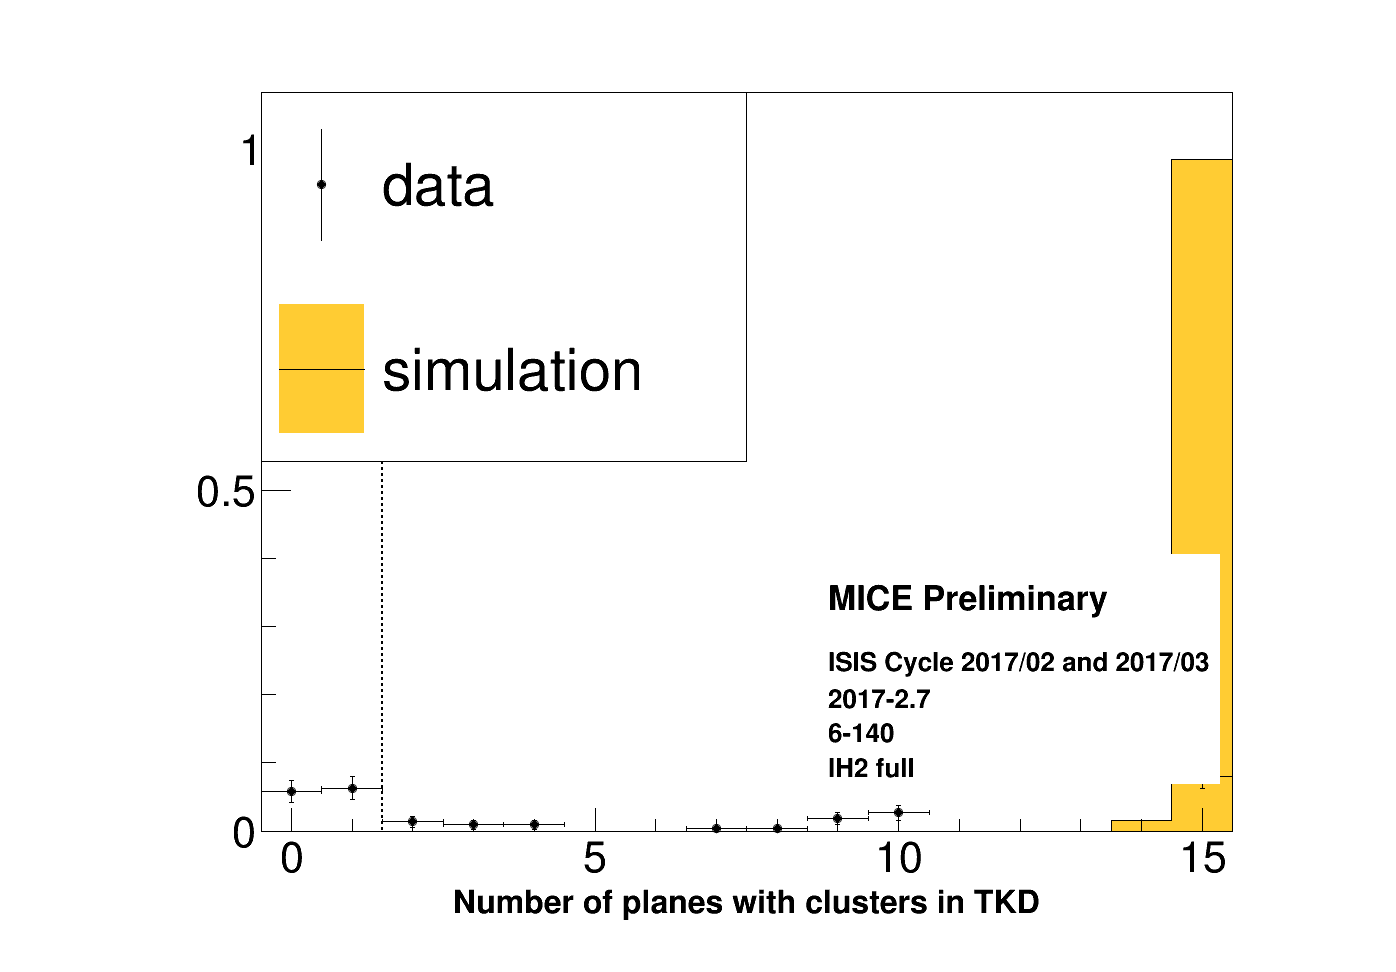 1
data
simulation
0.5
MICE Preliminary
ISIS Cycle 2017/02 and 2017/03
2017-2.7
6-140
IH2 full
0
0 5 10 15
Number of planes with clusters in TKD